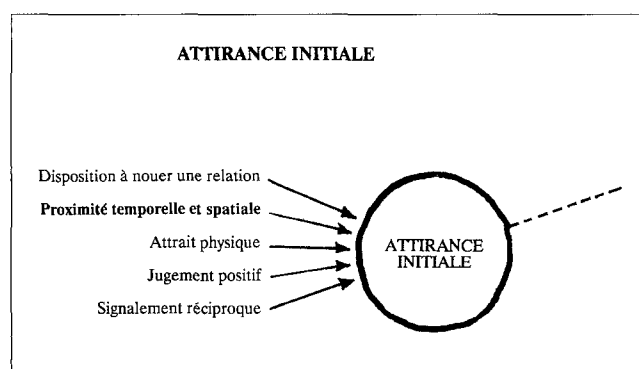 ATTIRANCE INITIALE
Disposition à nouer une relation
Proximité temporelle et spatiale
Attrait physique
Jugement positif
Signalement réciproque
ATTIRANCE
INITIALE